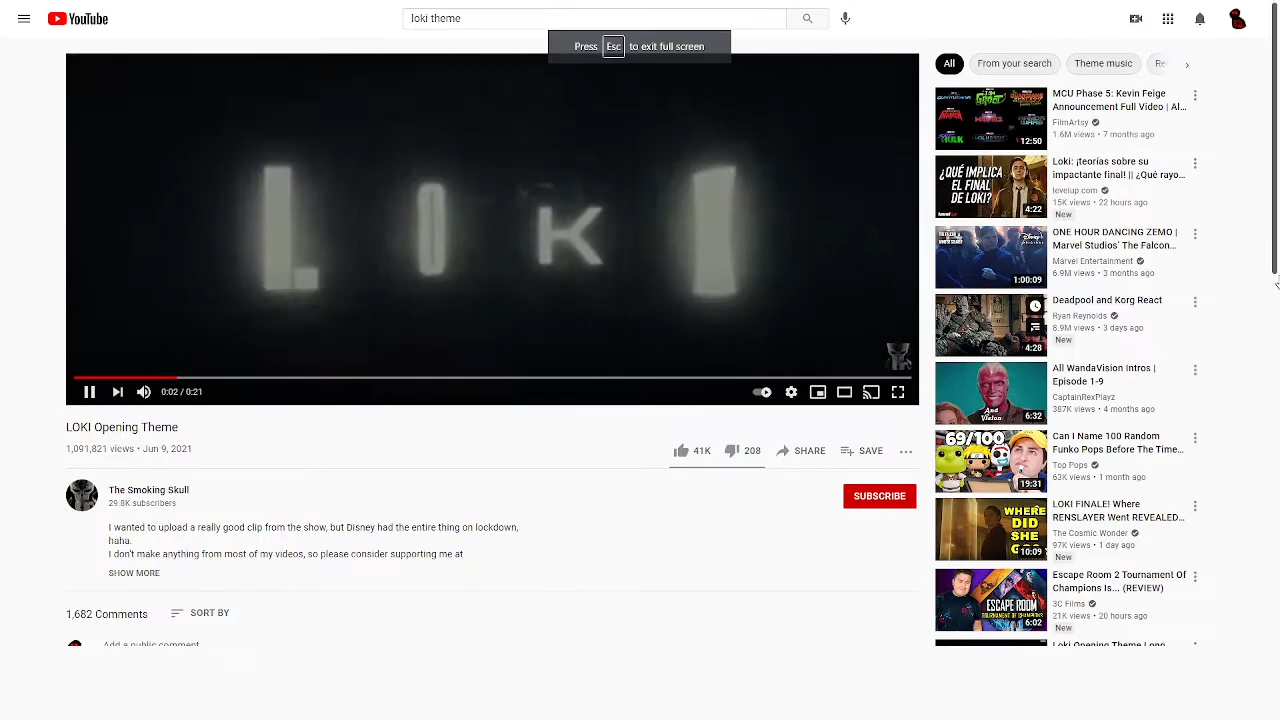 YouTube
loki theme
Press Esc to exit full screen
LOKI
0:02 / 0:21
LOKI Opening Theme
1,091,821 views • Jun 9, 2021
41K
208
SHARE
SAVE
The Smoking Skull
29.8K subscribers
SUBSCRIBE
I wanted to upload a really good clip from the show, but Disney had the entire thing on lockdown,
haha.
I don't make anything from most of my videos, so please consider supporting me at
SHOW MORE
1,682 Comments
SORT BY
Add a public comment...
All
From your search
Theme music
Re
12:50
MCU Phase 5: Kevin Feige
Announcement Full Video | Al...
FilmArtsy
1.6M views • 7 months ago
¿QUÉ IMPLICA
EL FINAL
DE LOKI?
4:22
Loki: ¡teorías sobre su
impactante final! || ¿Qué rayo...
levelup.com
15K views • 22 hours ago
New
1:00:09
ONE HOUR DANCING ZEMO |
Marvel Studios' The Falcon...
Marvel Entertainment
6.9M views • 3 months ago
4:28
Deadpool and Korg React
Ryan Reynolds
8.9M views • 3 days ago
New
And
Vision
6:32
All WandaVision Intros |
Episode 1-9
CaptainRexPlayz
387K views • 4 months ago
69/100
19:31
Can I Name 100 Random
Funko Pops Before The Time...
Top Pops
63K views • 1 month ago
WHERE
DID
SHE
10:09
LOKI FINALE! Where
RENSLAYER Went REVEALED...
The Cosmic Wonder
97K views • 1 day ago
New
ESCAPE ROOM
6:02
Escape Room 2 Tournament Of
Champions Is... (REVIEW)
3C Films
21K views • 20 hours ago
New
Loki Opening Theme Long